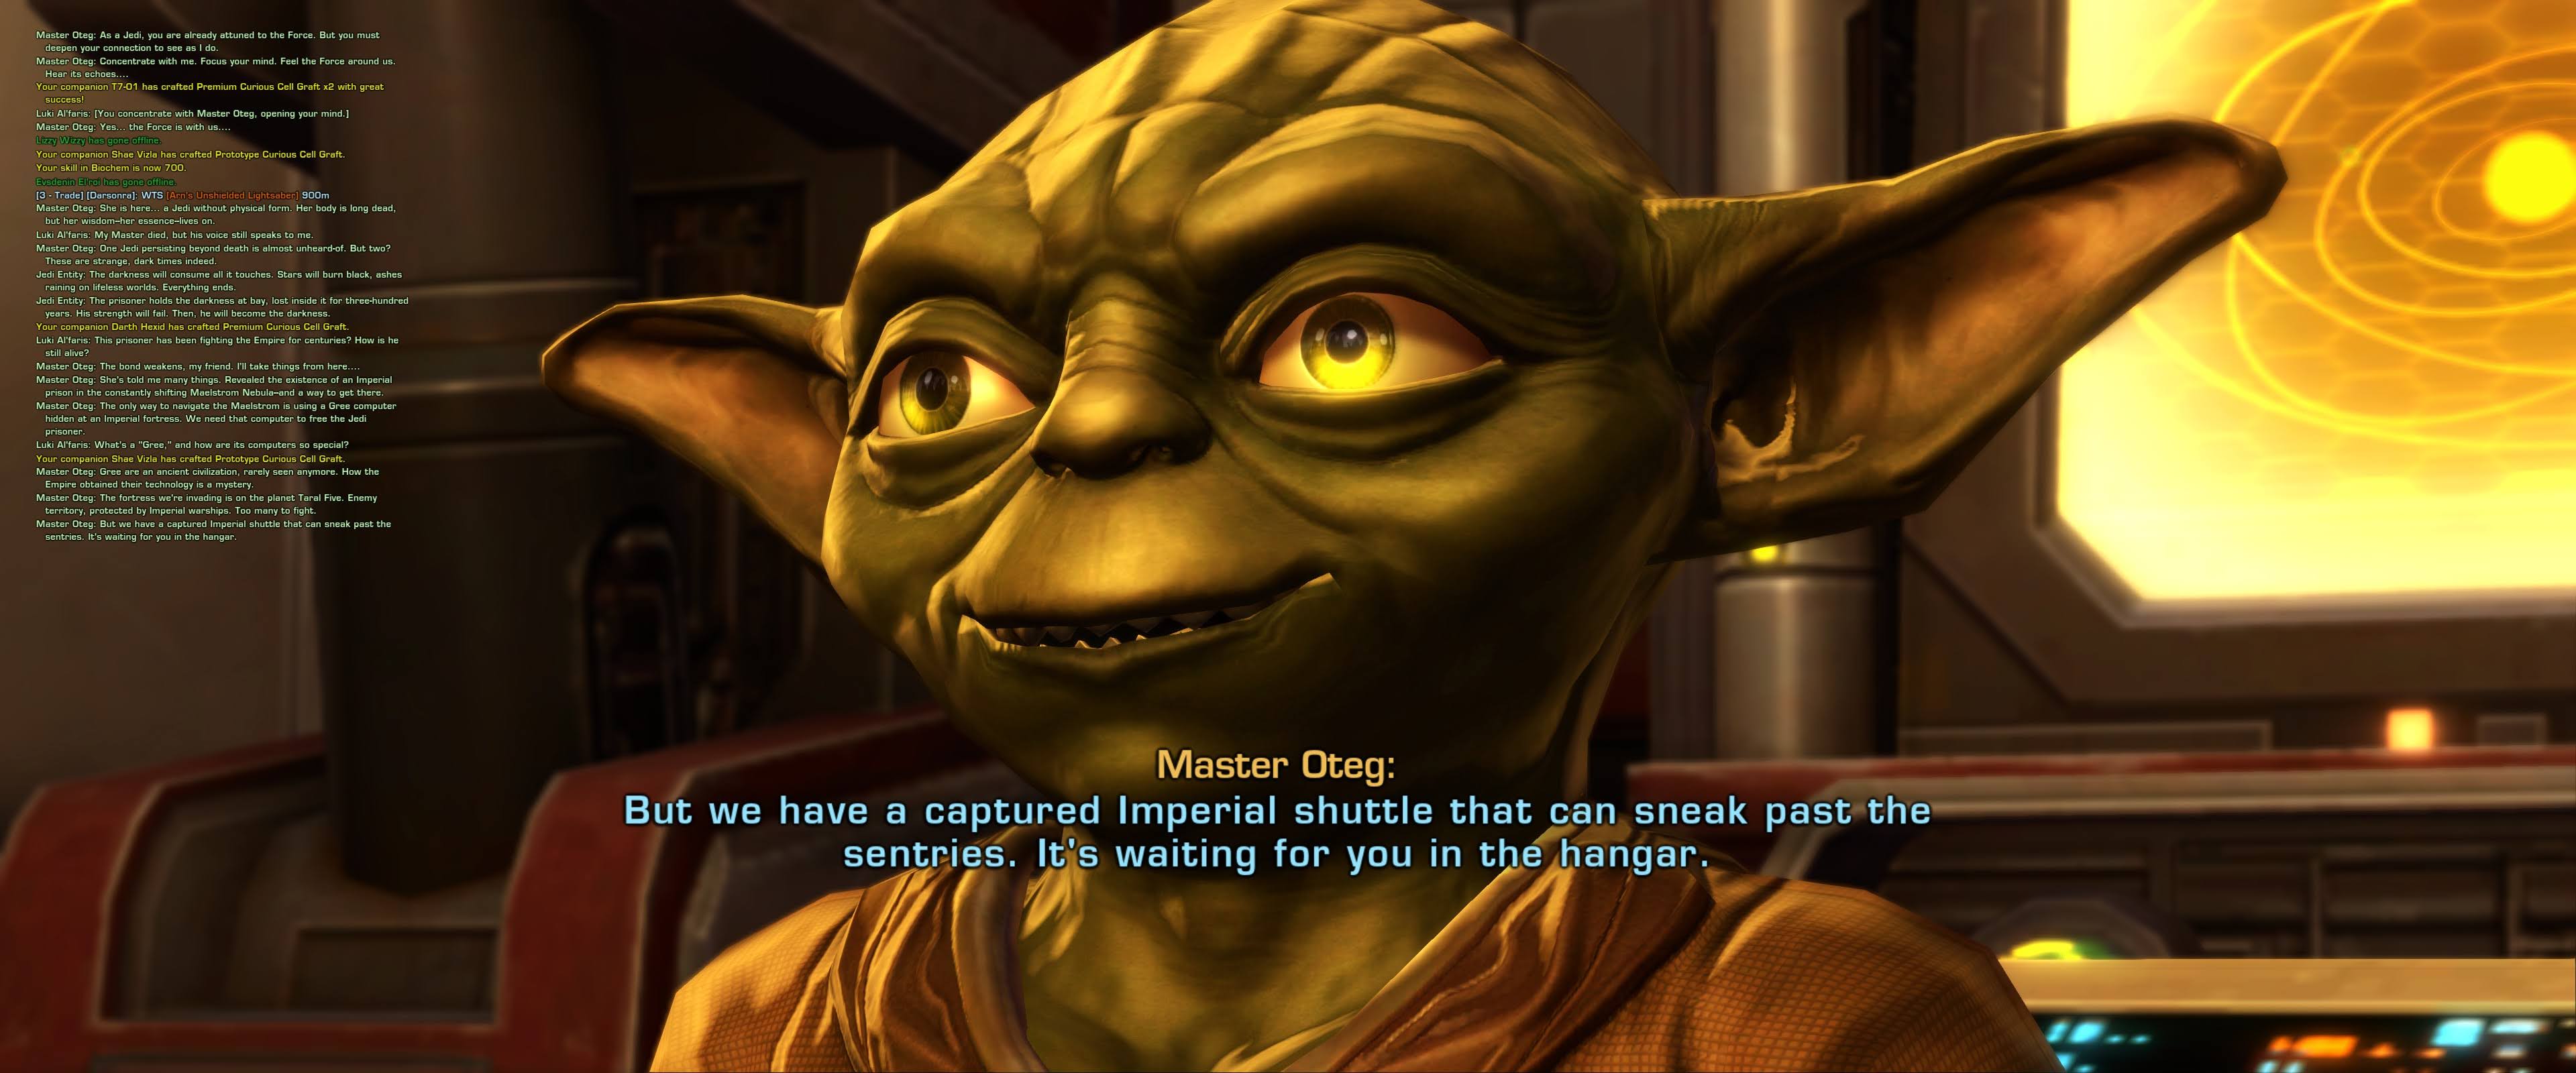 Master Oteg: As a Jedi, you are already attuned to the Force. But you must
deepen your connection to see as I do.
Master Oteg: Concentrate with me. Focus your mind. Feel the Force around us.
Hear its echoes....
Your companion T7-O1 has crafted Premium Curious Cell Graft x2 with great
success!
Luki Al'faris: [You concentrate with Master Oteg, opening your mind.]
Master Oteg: Yes... the Force is with us....
Lizzy Wizzy has gone offline.
Your companion Shae Vizla has crafted Prototype Curious Cell Graft.
Your skill in Biochem is now 700.
Evsdenin El'roi has gone offline.
[3 - Trade] [Darsonra]: WTS [Arn's Unshielded Lightsaber] 900m
Master Oteg: She is here... a Jedi without physical form. Her body is long dead,
but her wisdom–her essence–lives on.
Luki Al'faris: My Master died, but his voice still speaks to me.
Master Oteg: One Jedi persisting beyond death is almost unheard-of. But two?
These are strange, dark times indeed.
Jedi Entity: The darkness will consume all it touches. Stars will burn black, ashes
raining on lifeless worlds. Everything ends.
Jedi Entity: The prisoner holds the darkness at bay, lost inside it for three-hundred
years. His strength will fail. Then, he will become the darkness.
Your companion Darth Hexid has crafted Premium Curious Cell Graft.
Luki Al'faris: This prisoner has been fighting the Empire for centuries? How is he
still alive?
Master Oteg: The bond weakens, my friend. I'll take things from here....
Master Oteg: She's told me many things. Revealed the existence of an Imperial
prison in the constantly shifting Maelstrom Nebula–and a way to get there.
Master Oteg: The only way to navigate the Maelstrom is using a Gree computer
hidden at an Imperial fortress. We need that computer to free the Jedi
prisoner.
Luki Al'faris: What's a "Gree," and how are its computers so special?
Your companion Shae Vizla has crafted Prototype Curious Cell Graft.
Master Oteg: Gree are an ancient civilization, rarely seen anymore. How the
Empire obtained their technology is a mystery.
Master Oteg: The fortress we're invading is on the planet Taral Five. Enemy
territory, protected by Imperial warships. Too many to fight.
Master Oteg: But we have a captured Imperial shuttle that can sneak past the
sentries. It's waiting for you in the hangar.
Master Oteg:
But we have a captured Imperial shuttle that can sneak past the
sentries. It's waiting for you in the hangar.